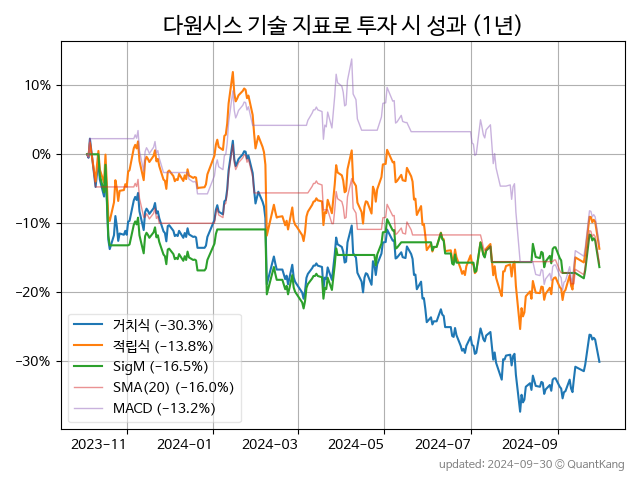 다원시스 기술 지표로 투자 시 성과 (1년)
10%
0%
−10%
−20%
−30%
거치식 (−30.3%)
적립식 (−13.8%)
SigM (−16.5%)
SMA(20) (−16.0%)
MACD (−13.2%)
2023-11 2024-01 2024-03 2024-05 2024-07 2024-09
updated: 2024-09-30 © QuantKang